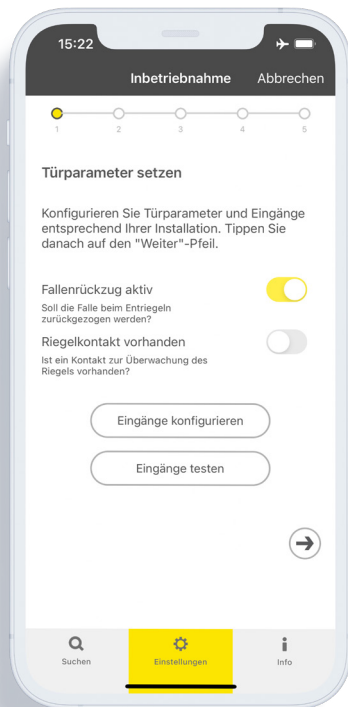 15:22
Inbetriebnahme Abbrechen
1 2 3 4 5
Türparameter setzen
Konfigurieren Sie Türparameter und Eingänge
entsprechend Ihrer Installation. Tippen Sie
danach auf den "Weiter"-Pfeil.
Fallenrückzug aktiv
Soll die Falle beim Entriegeln
zurückgezogen werden?
Riegelkontakt vorhanden
Ist ein Kontakt zur Überwachung des
Riegels vorhanden?
Eingänge konfigurieren
Eingänge testen
Suchen Einstellungen Info